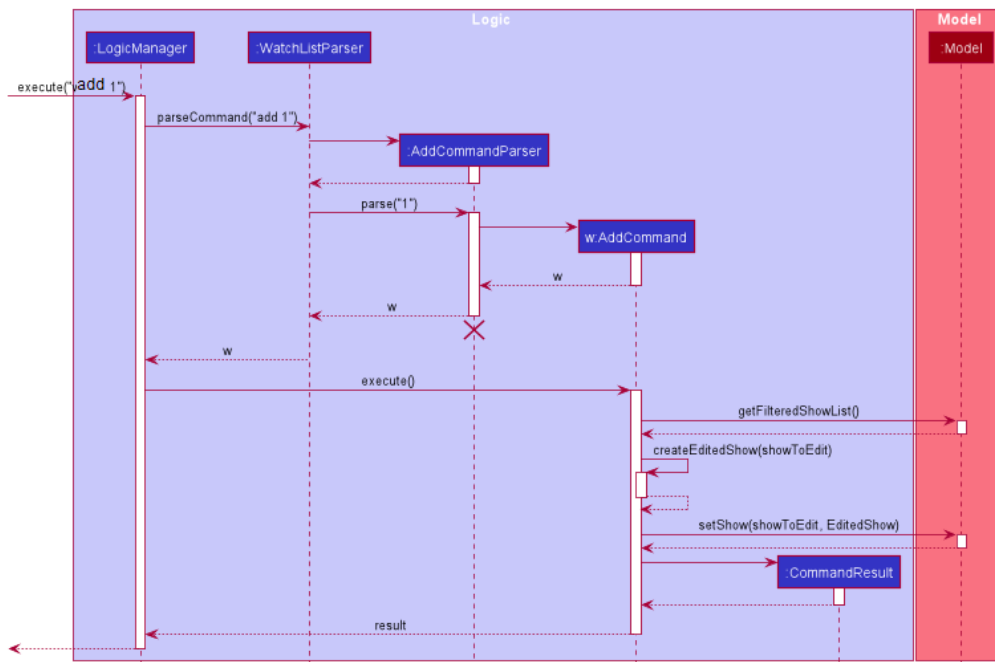 Logic
Model
:LogicManager
:WatchListParser
:Model
execute("add 1")
parseCommand("add 1")
:AddCommandParser
parse("1")
w:AddCommand
w
w
w
execute()
getFilteredShowList()
createEditedShow(showToEdit)
setShow(showToEdit, EditedShow)
:CommandResult
result